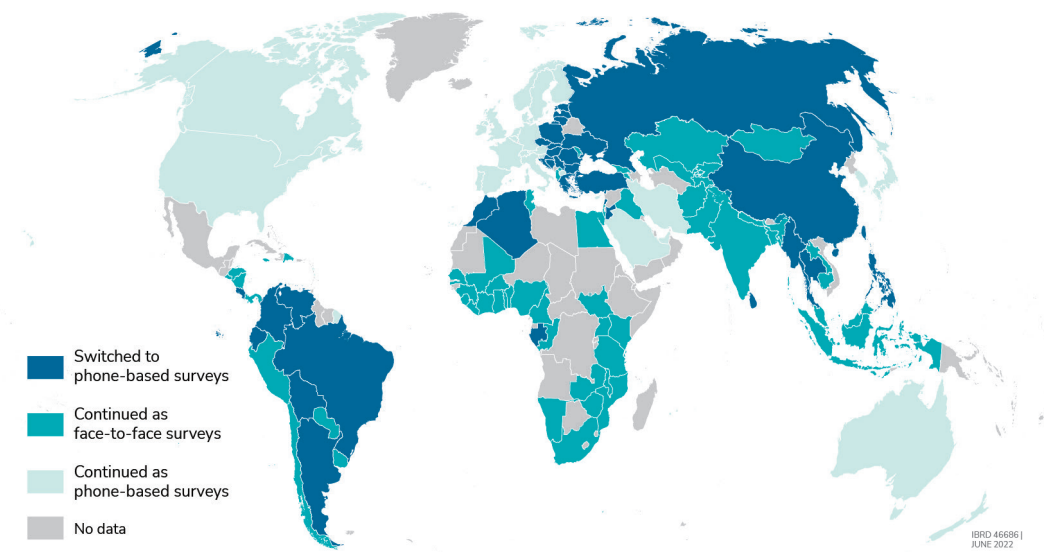 Switched to
phone-based surveys
Continued as
face-to-face surveys
Continued as
phone-based surveys
No data
IBRD 46686 |
JUNE 2022